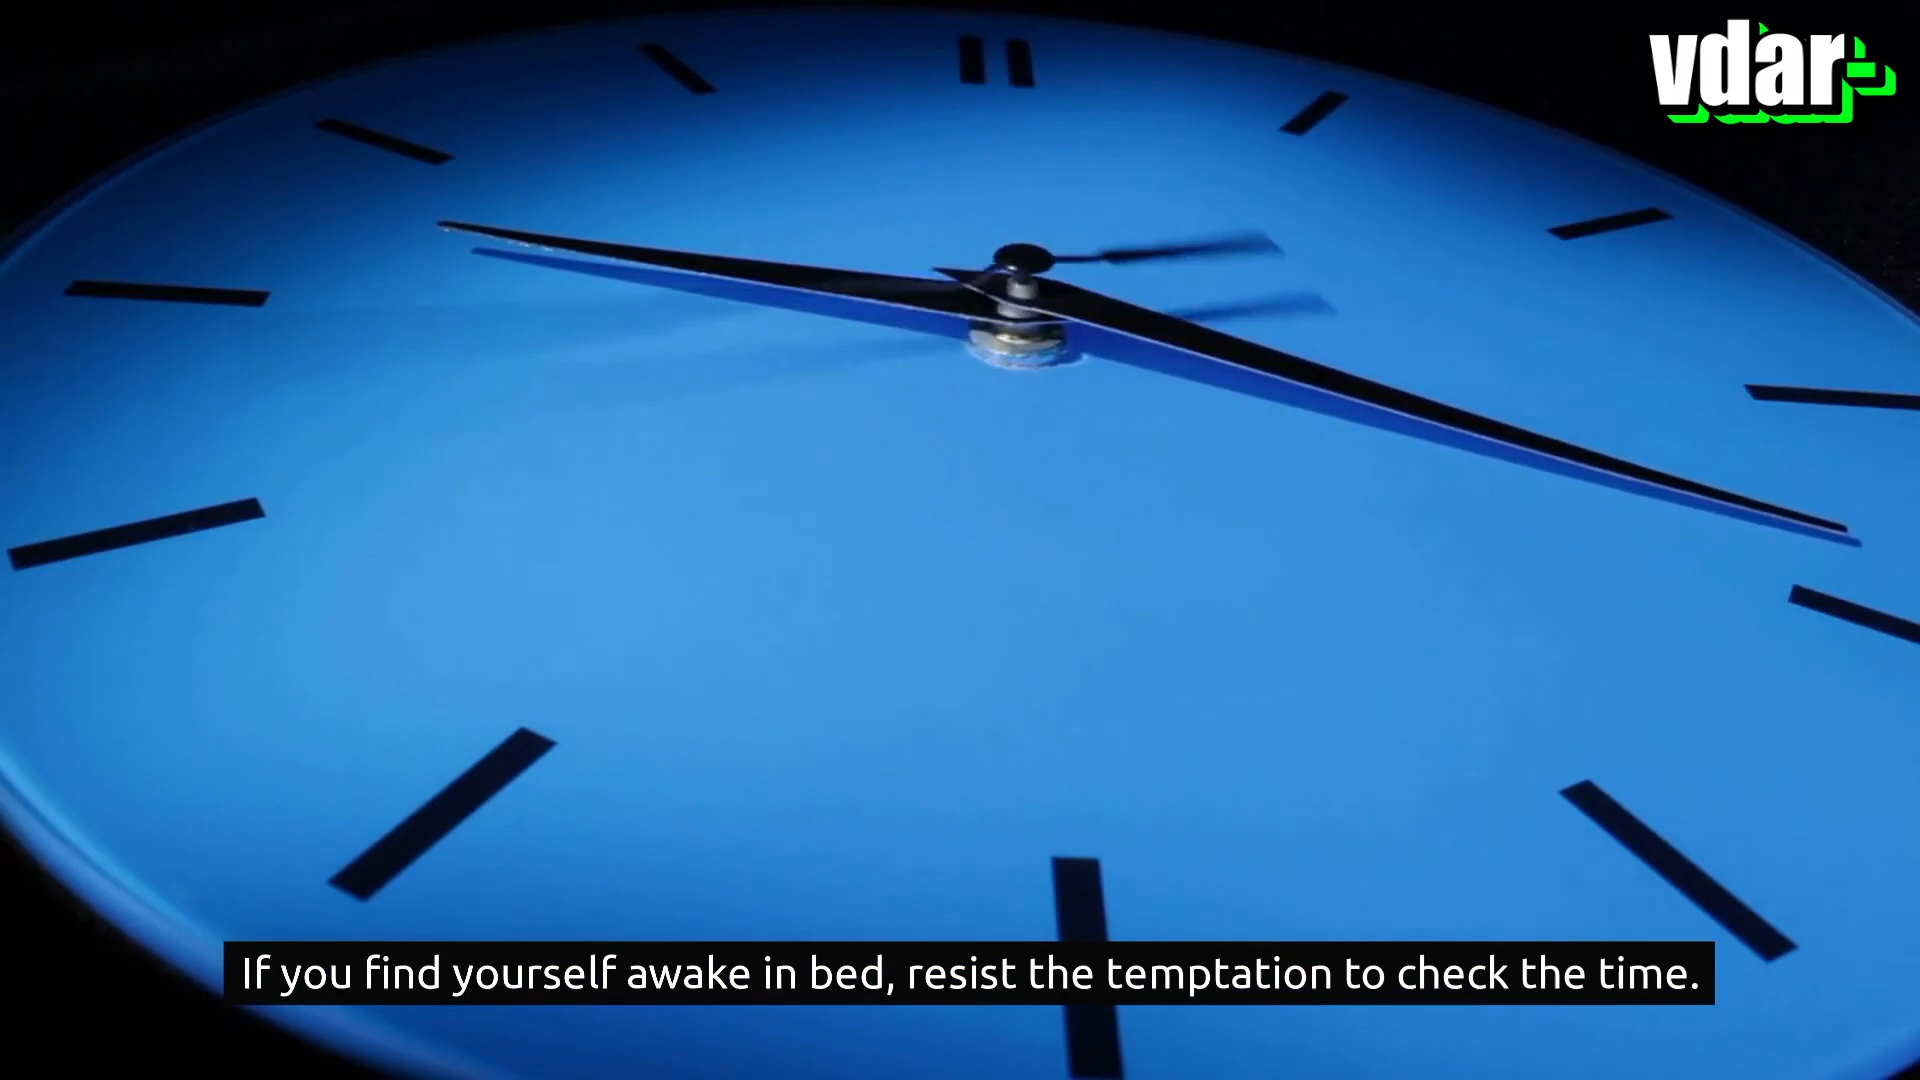 vdar
If you find yourself awake in bed, resist the temptation to check the time.